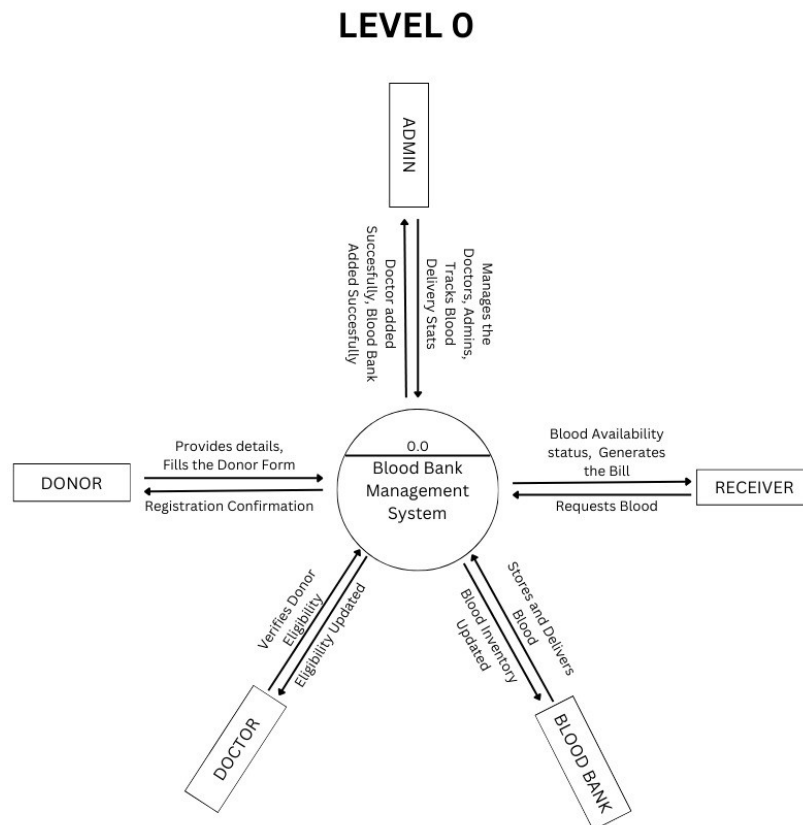 LEVEL 0
ADMIN
Doctor added
Succesfully, Blood Bank
Added Succesfully
Manages the
Doctors, Admins,
Tracks Blood
Delivery Stats
0.0
Blood Bank
Management
System
Provides details,
Fills the Donor Form
DONOR
Registration Confirmation
Blood Availability
status, Generates
the Bill
RECEIVER
Requests Blood
Verifies Donor
Eligibility
Eligibility Updated
DOCTOR
Stores and Delivers
Blood
Blood Inventory
Updated
BLOOD BANK